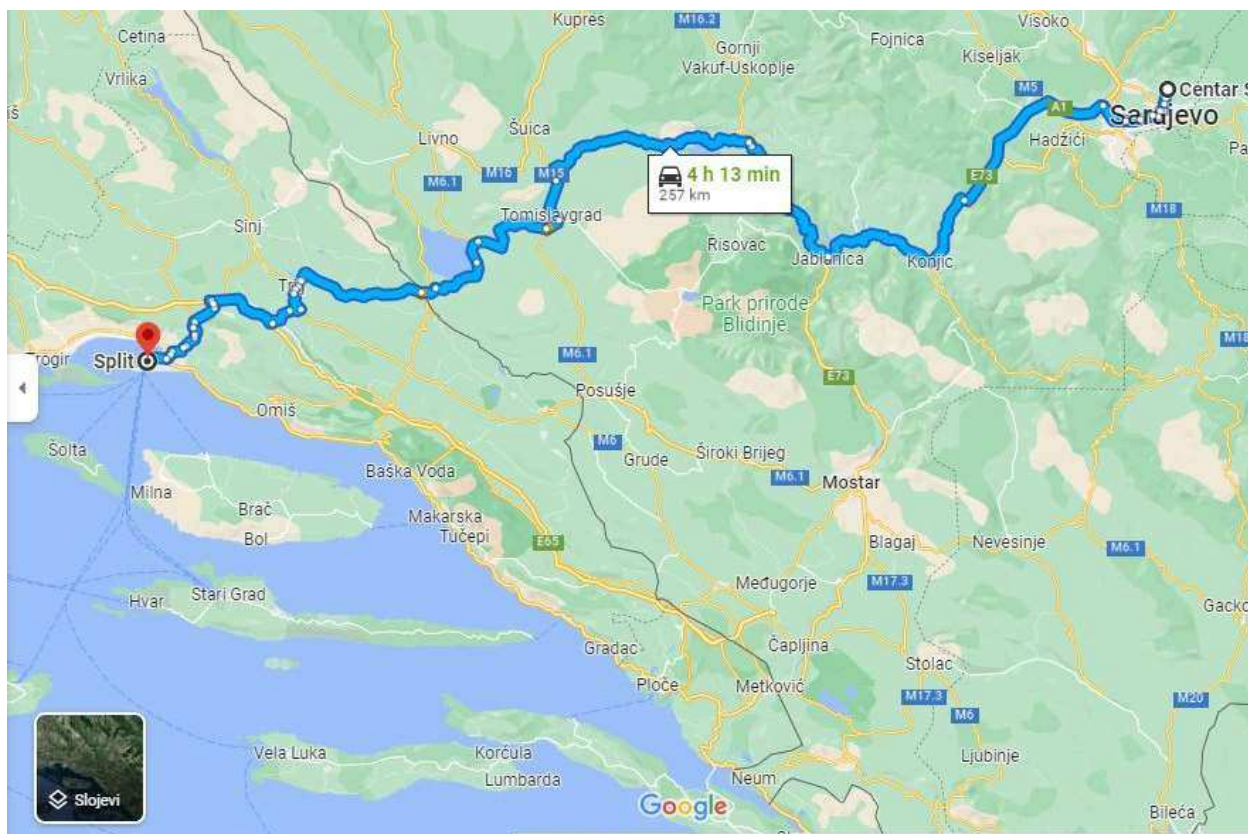 Kupres
M16.2
Visoko
Cetina
Fojnica
Gornji
Vakuf-Uskoplje
Kiseljak
Vrlika
M5
Centar S
A1
Sarajevo
Livno
Šuica
Hadžići
M6.1
M16
M15
4 h 13 min
257 km
E73
M18
Tomislavgrad
Sinj
Risovac
Jablanica
Konjic
Trilj
Park prirode
Blidinje
Trogir
Split
M6.1
E73
M18
Posušje
Omiš
Šolta
M6
Grude
Široki Brijeg
M6.1
Mostar
Baška Voda
Milna
Brač
Bol
Makarska
Tučepi
E65
Blagaj
Nevesinje
M6.1
Međugorje
M17.3
Stari Grad
Hvar
Gacko
Gradac
Čapljina
Stolac
Ploče
Metković
M17.3
M20
M6
Vela Luka
Korčula
Lumbarda
Ljubinje
Neum
Slojevi
Google
Bileća